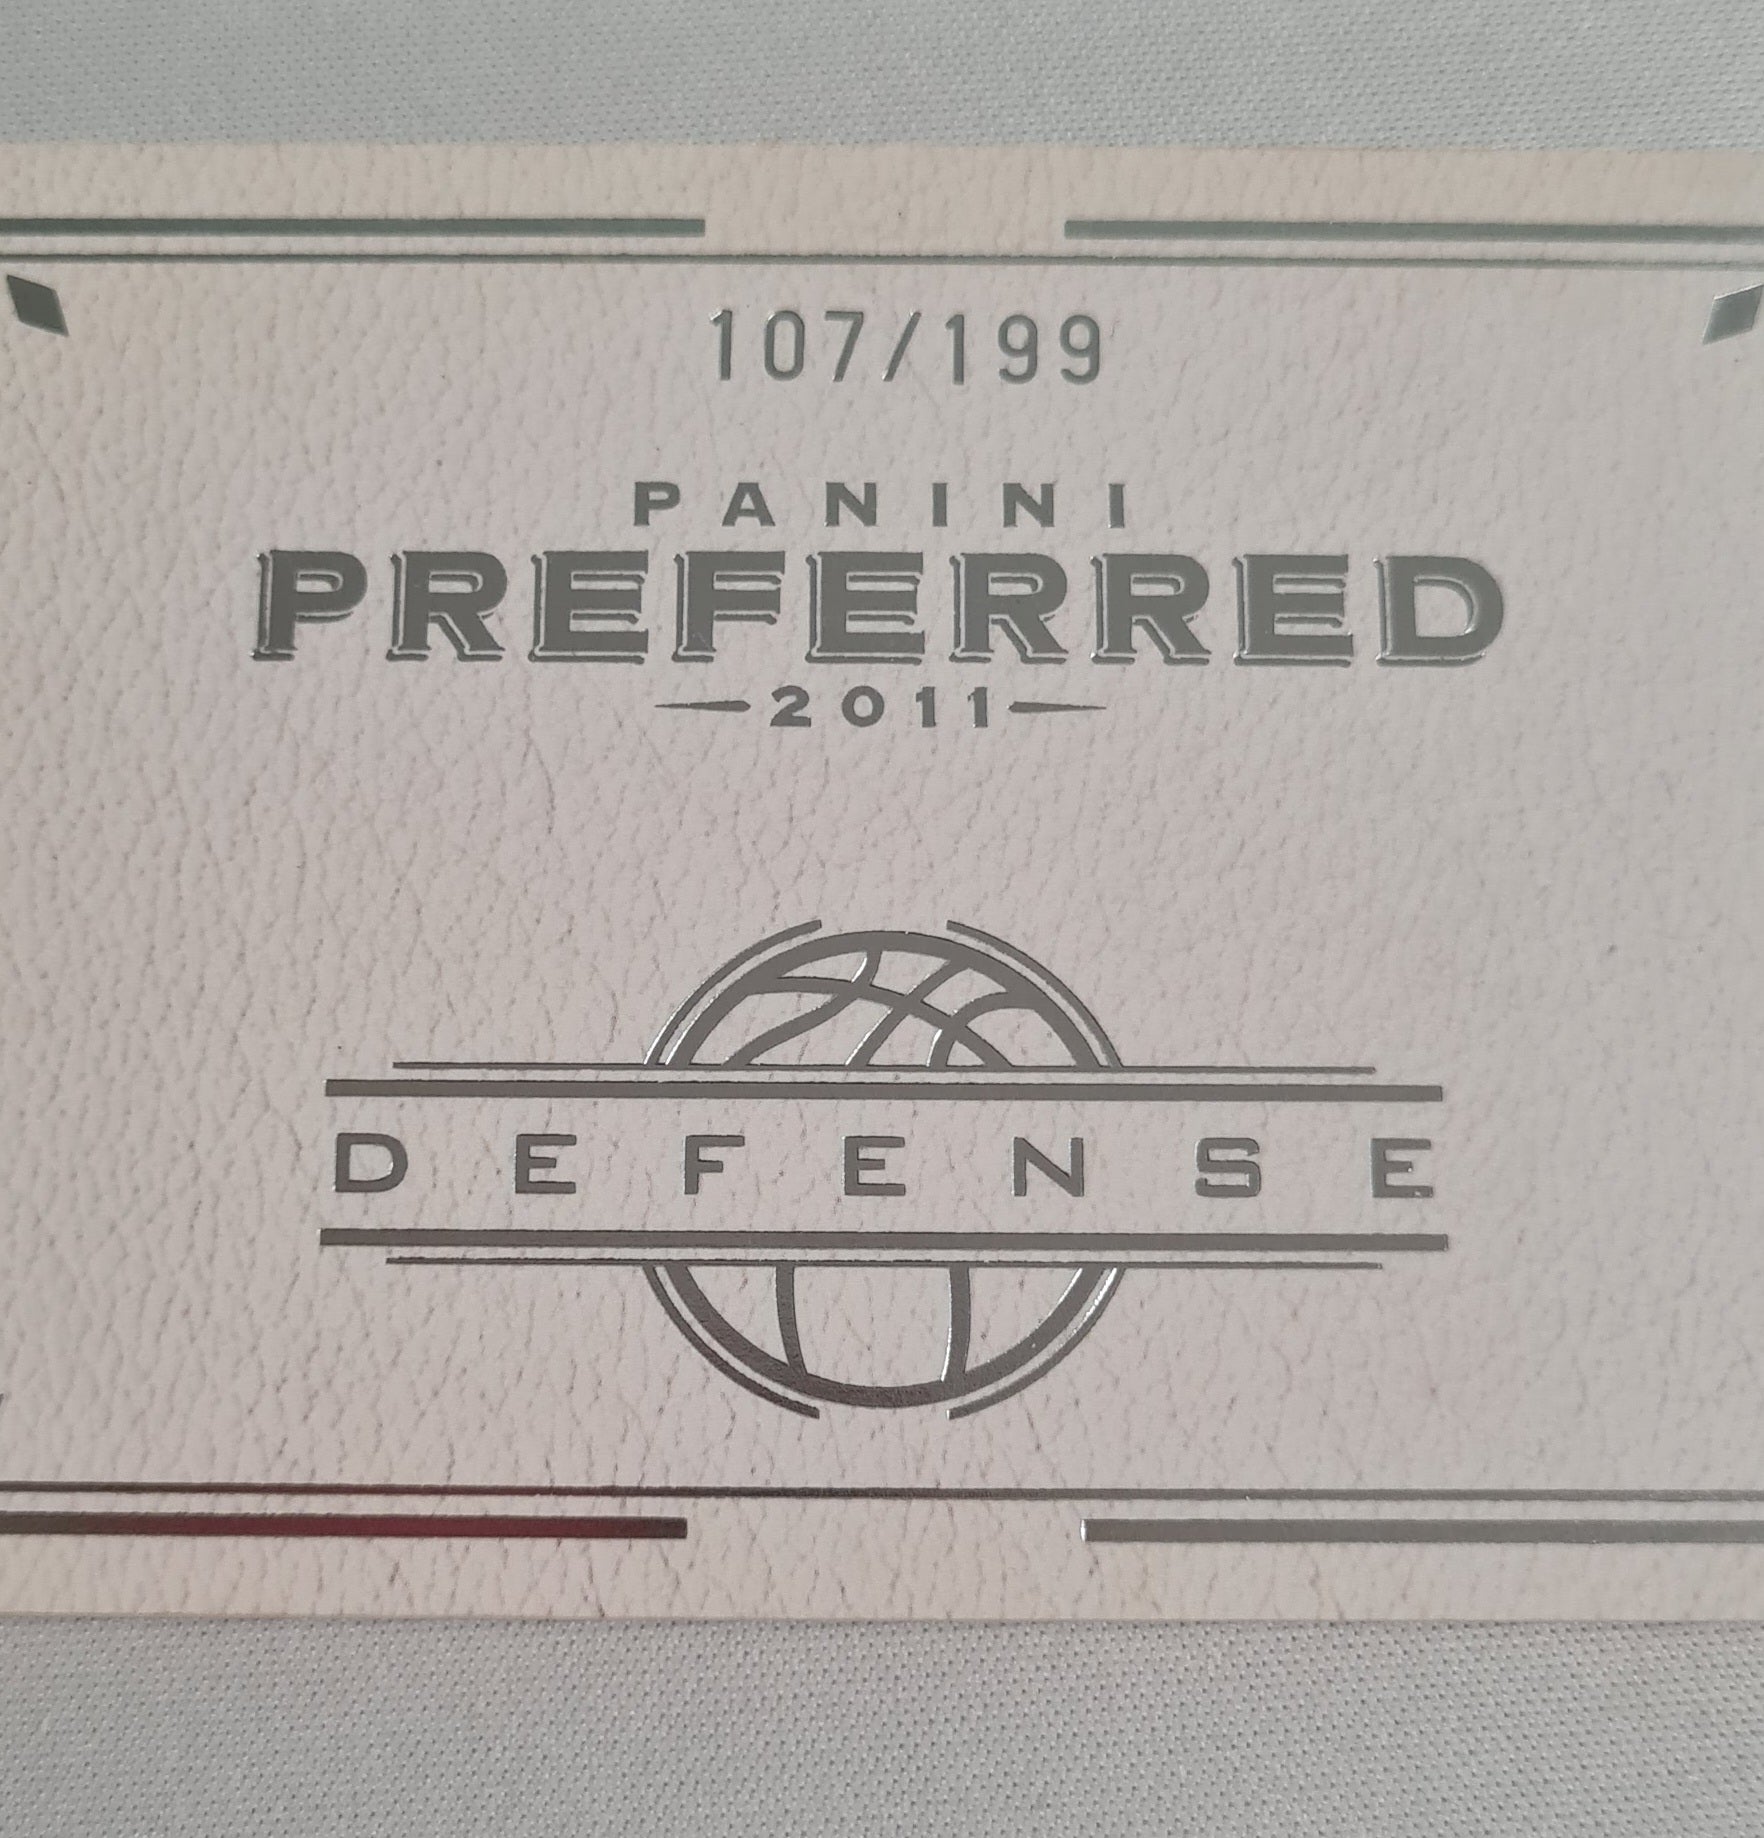 107/199
PANINI
PREFERRED
2011
DEFENSE